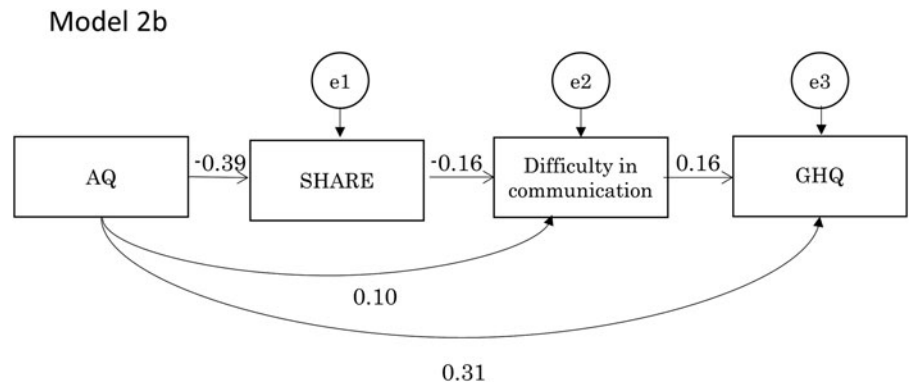 Model 2b
e1
e2
e3
AQ
-0.39
SHARE
-0.16
Difficulty in
communication
0.16
GHQ
0.10
0.31